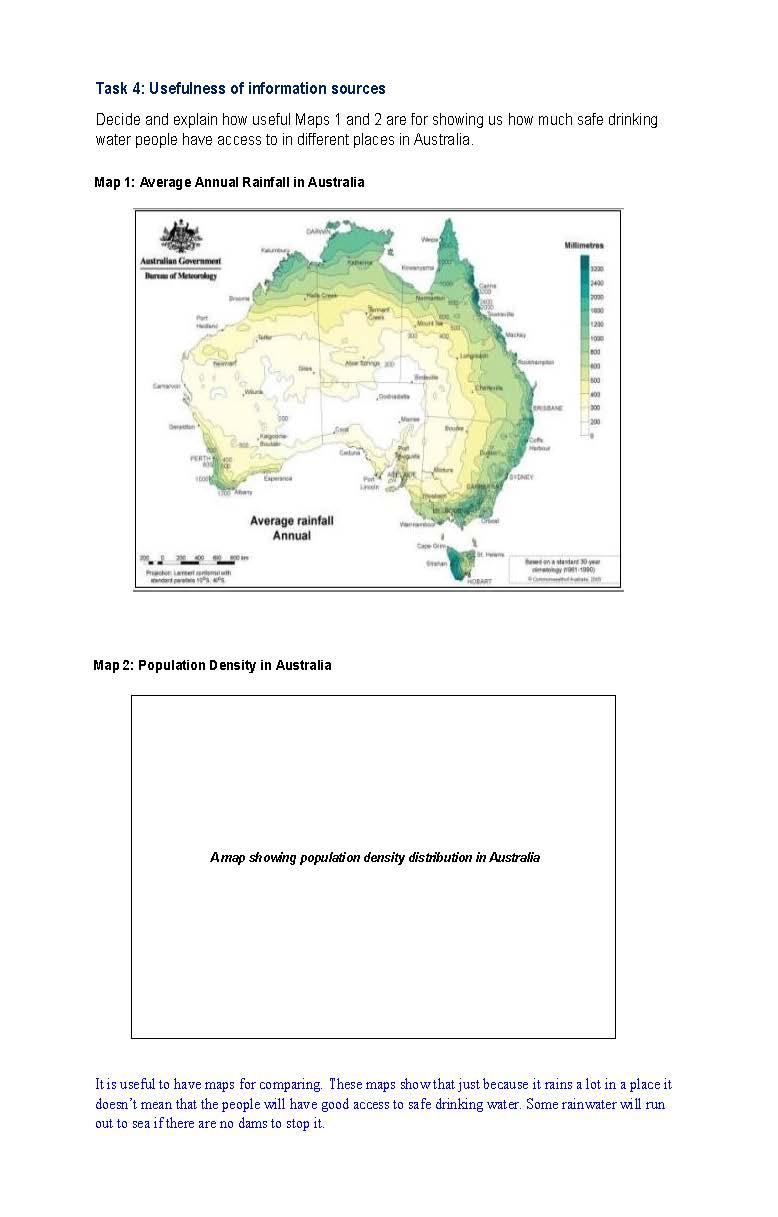 Task 4: Usefulness of information sources
Decide and explain how useful Maps 1 and 2 are for showing us how much safe drinking
water people have access to in different places in Australia.
Map 1: Average Annual Rainfall in Australia
Australian Government
Bureau of Meteorology
Millimetres
3200
2400
2000
1600
1200
1000
800
600
500
400
300
200
0
DARWIN
Kalumburu
Katherine
Weipa
Kowanyama
Cairns
Normanton
Townsville
Broome
Halls Creek
Tennant
Creek
Mount Isa
Mackay
Port
Hedland
Telfer
Longreach
Rockhampton
Newman
Giles
Alice Springs
Birdsville
Charleville
Carnarvon
Wiluna
Oodnadatta
BRISBANE
Geraldton
Marree
Bourke
Coffs
Harbour
Kalgoorlie-
Boulder
Cook
Ceduna
Port
Augusta
Dubbo
PERTH
Esperance
Port
Lincoln
ADELAIDE
Mildura
SYDNEY
CANBERRA
Albany
MELBOURNE
Warrnambool
Orbost
Cape Grim
St. Helens
Strahan
HOBART
Average rainfall
Annual
200 0 200 400 600 800 km
Projection: Lambert conformal with
standard parallels 10°S, 40°S.
Based on a standard 30-year
climatology (1961-1990)
© Commonwealth of Australia, 2005
Map 2: Population Density in Australia
A map showing population density distribution in Australia
It is useful to have maps for comparing. These maps show that just because it rains a lot in a place it
doesn't mean that the people will have good access to safe drinking water. Some rainwater will run
out to sea if there are no dams to stop it.